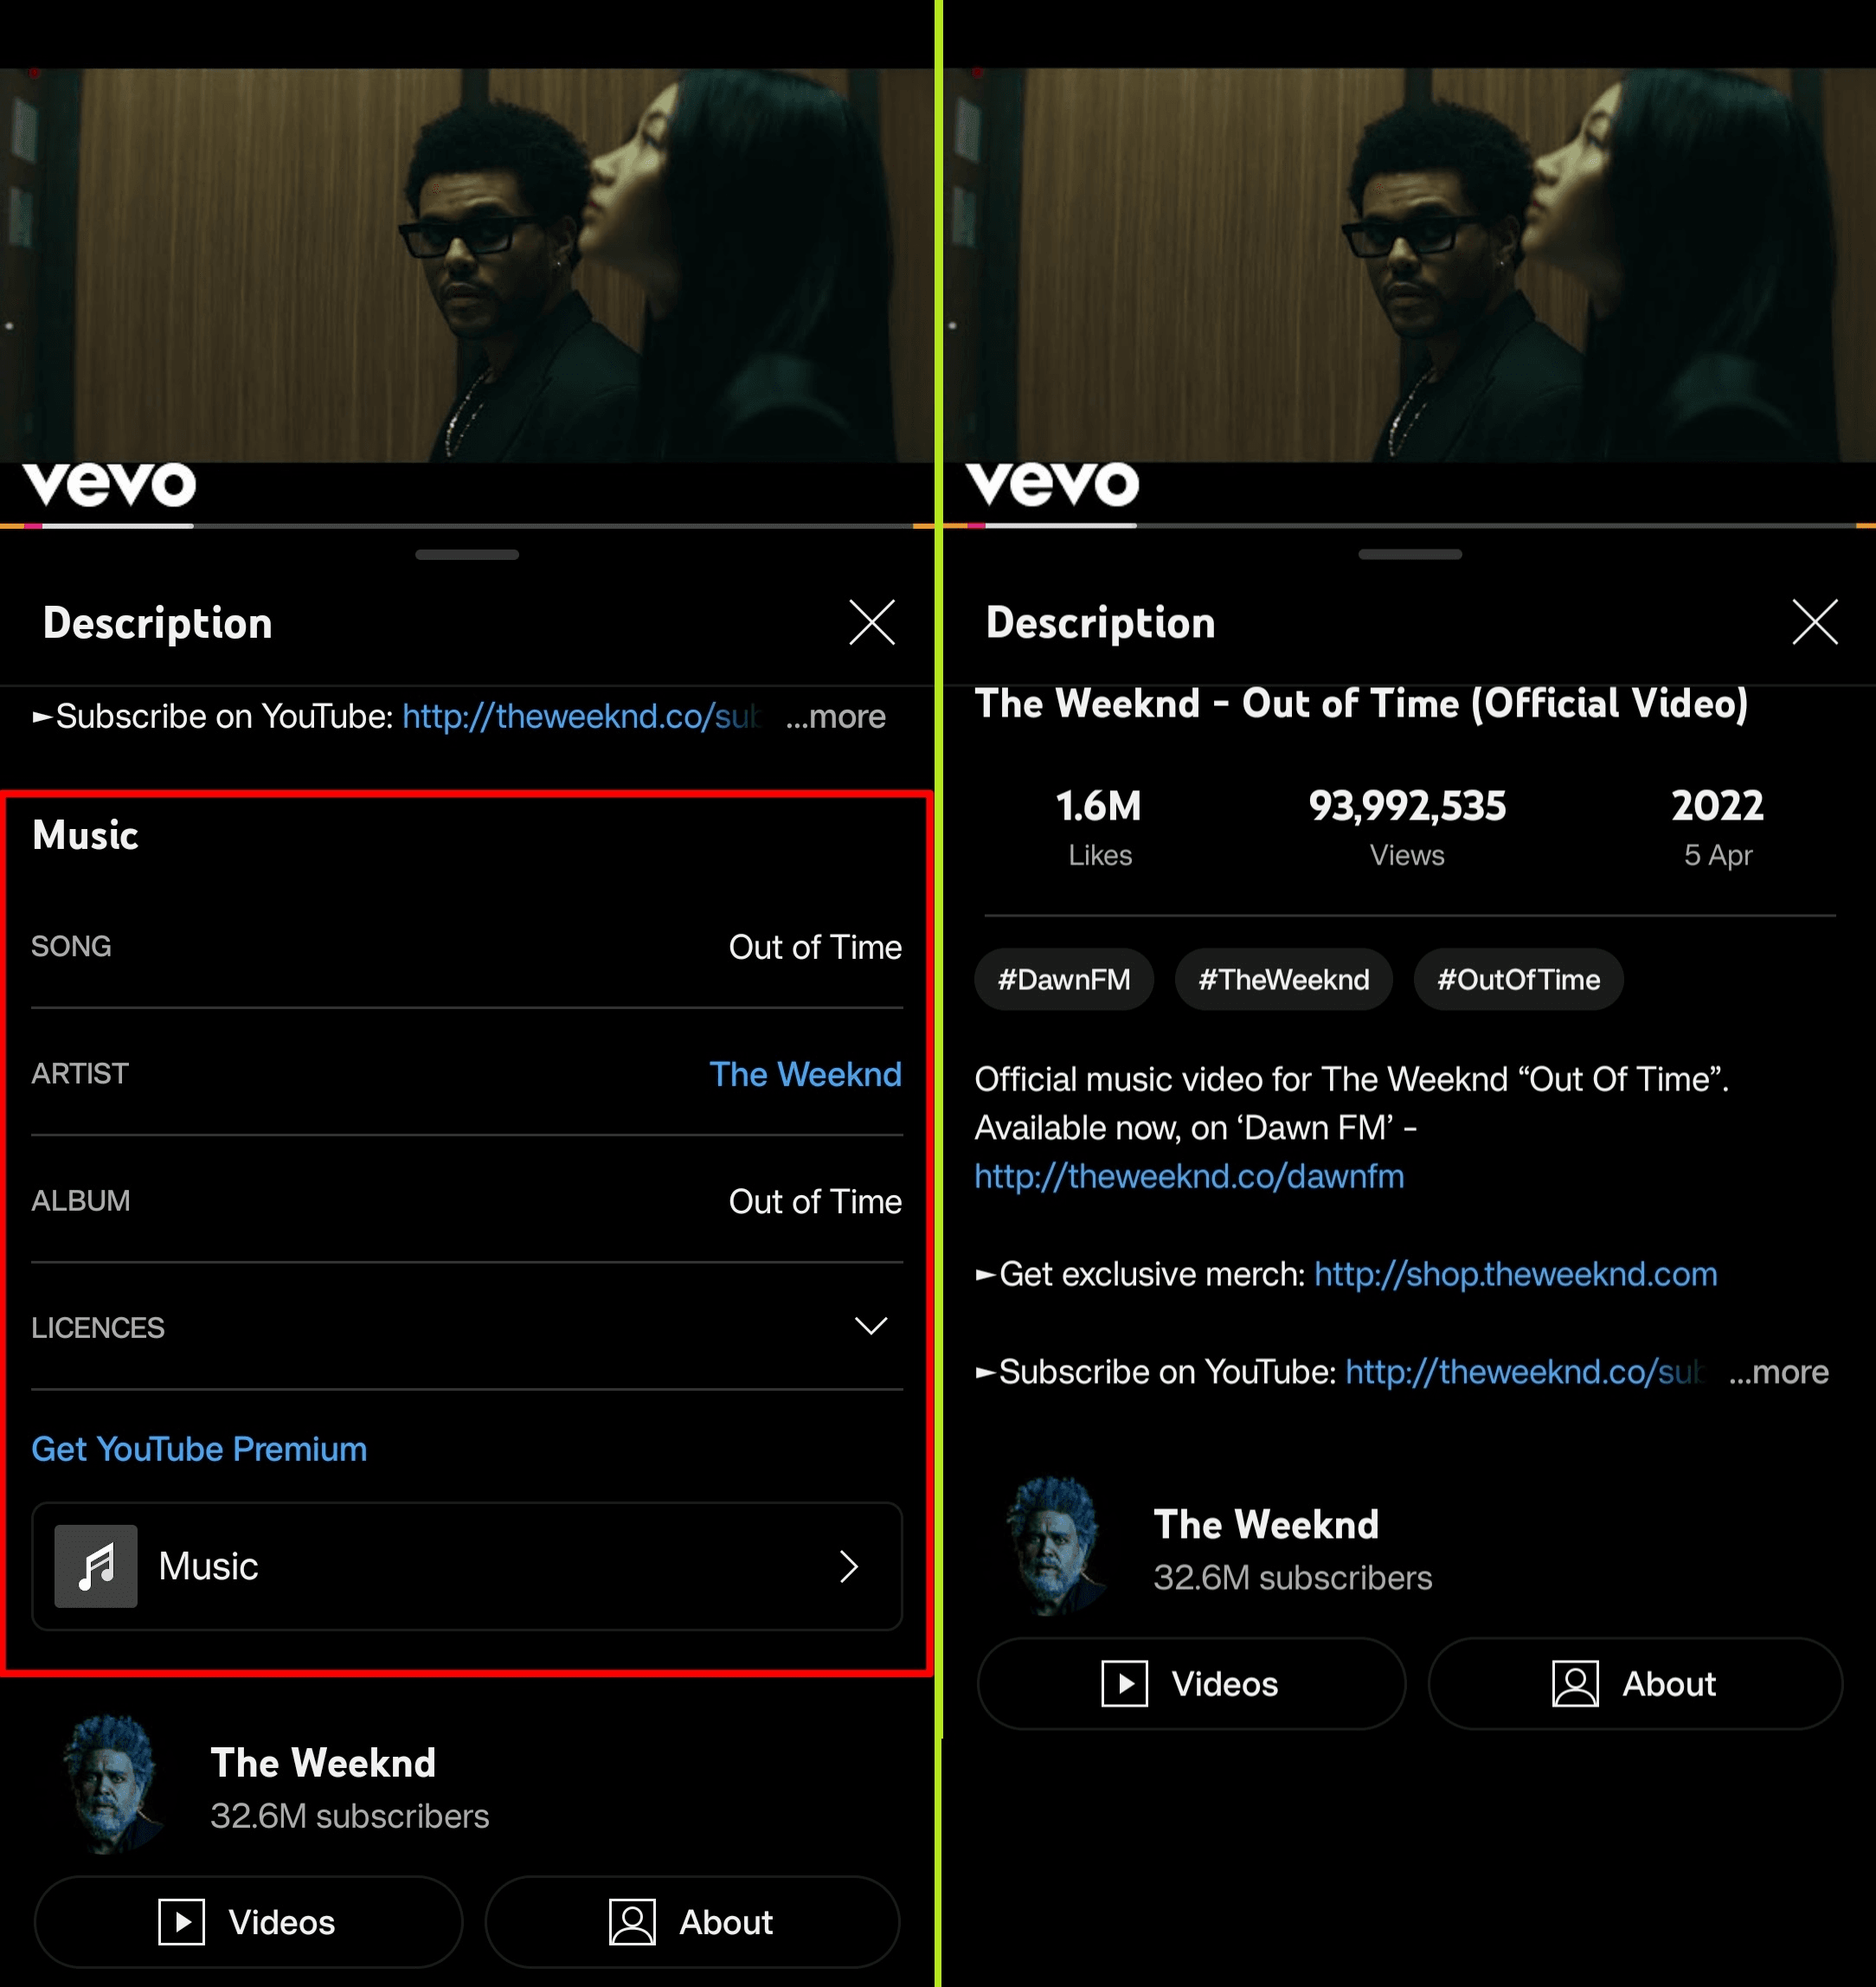 vevo
Description
►Subscribe on YouTube: http://theweeknd.co/sub ...more
Music
SONG
Out of Time
ARTIST
The Weeknd
ALBUM
Out of Time
LICENCES
Get YouTube Premium
Music
The Weeknd
32.6M subscribers
Videos
About
vevo
Description
The Weeknd - Out of Time (Official Video)
1.6M
Likes
93,992,535
Views
2022
5 Apr
#DawnFM
#TheWeeknd
#OutOfTime
Official music video for The Weeknd “Out Of Time”.
Available now, on ‘Dawn FM’ –
http://theweeknd.co/dawnfm
►Get exclusive merch: http://shop.theweeknd.com
►Subscribe on YouTube: http://theweeknd.co/sub ...more
The Weeknd
32.6M subscribers
Videos
About